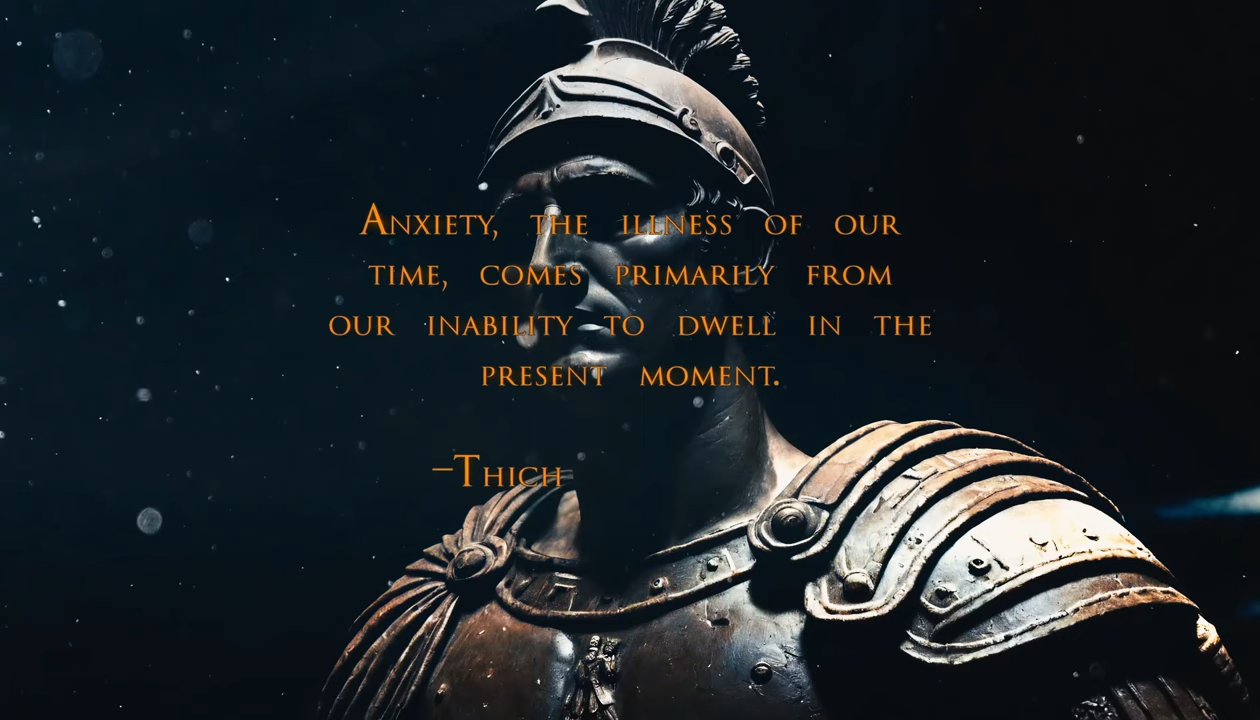 Anxiety, the illness of our
time, comes primarily from
our inability to dwell in the
present moment.
–Thich